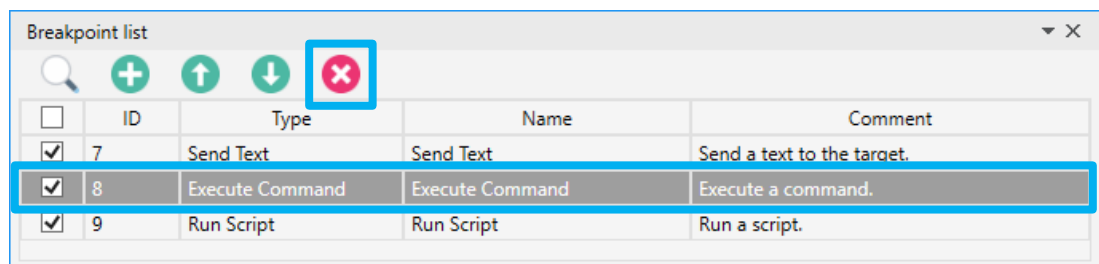 Breakpoint list
ID Type Name Comment
7 Send Text Send Text Send a text to the target.
8 Execute Command Execute Command Execute a command.
9 Run Script Run Script Run a script.